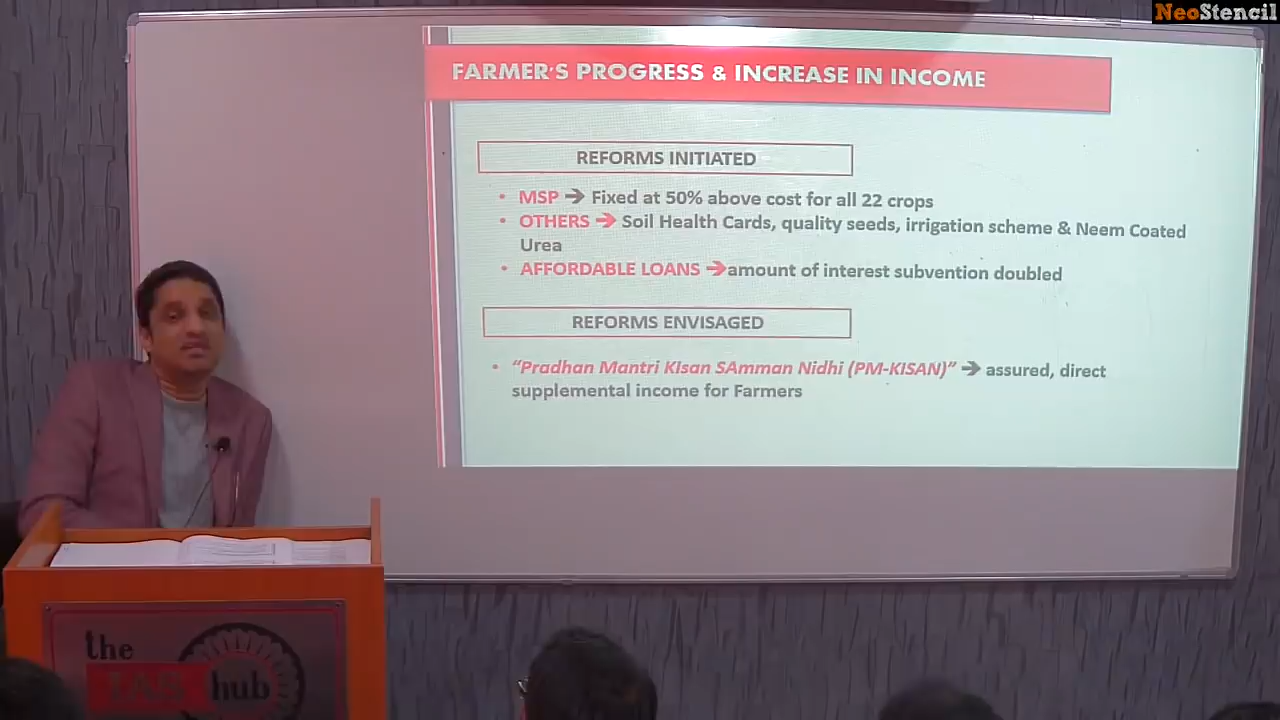 NeoStencil
FARMER'S PROGRESS & INCREASE IN INCOME
REFORMS INITIATED
• MSP ➔ Fixed at 50% above cost for all 22 crops
• OTHERS ➔ Soil Health Cards, quality seeds, irrigation scheme & Neem Coated
Urea
• AFFORDABLE LOANS ➔amount of interest subvention doubled
REFORMS ENVISAGED
• "Pradhan Mantri KIsan SAmman Nidhi (PM-KISAN)" ➔ assured, direct
supplemental income for Farmers
the
IAS hub